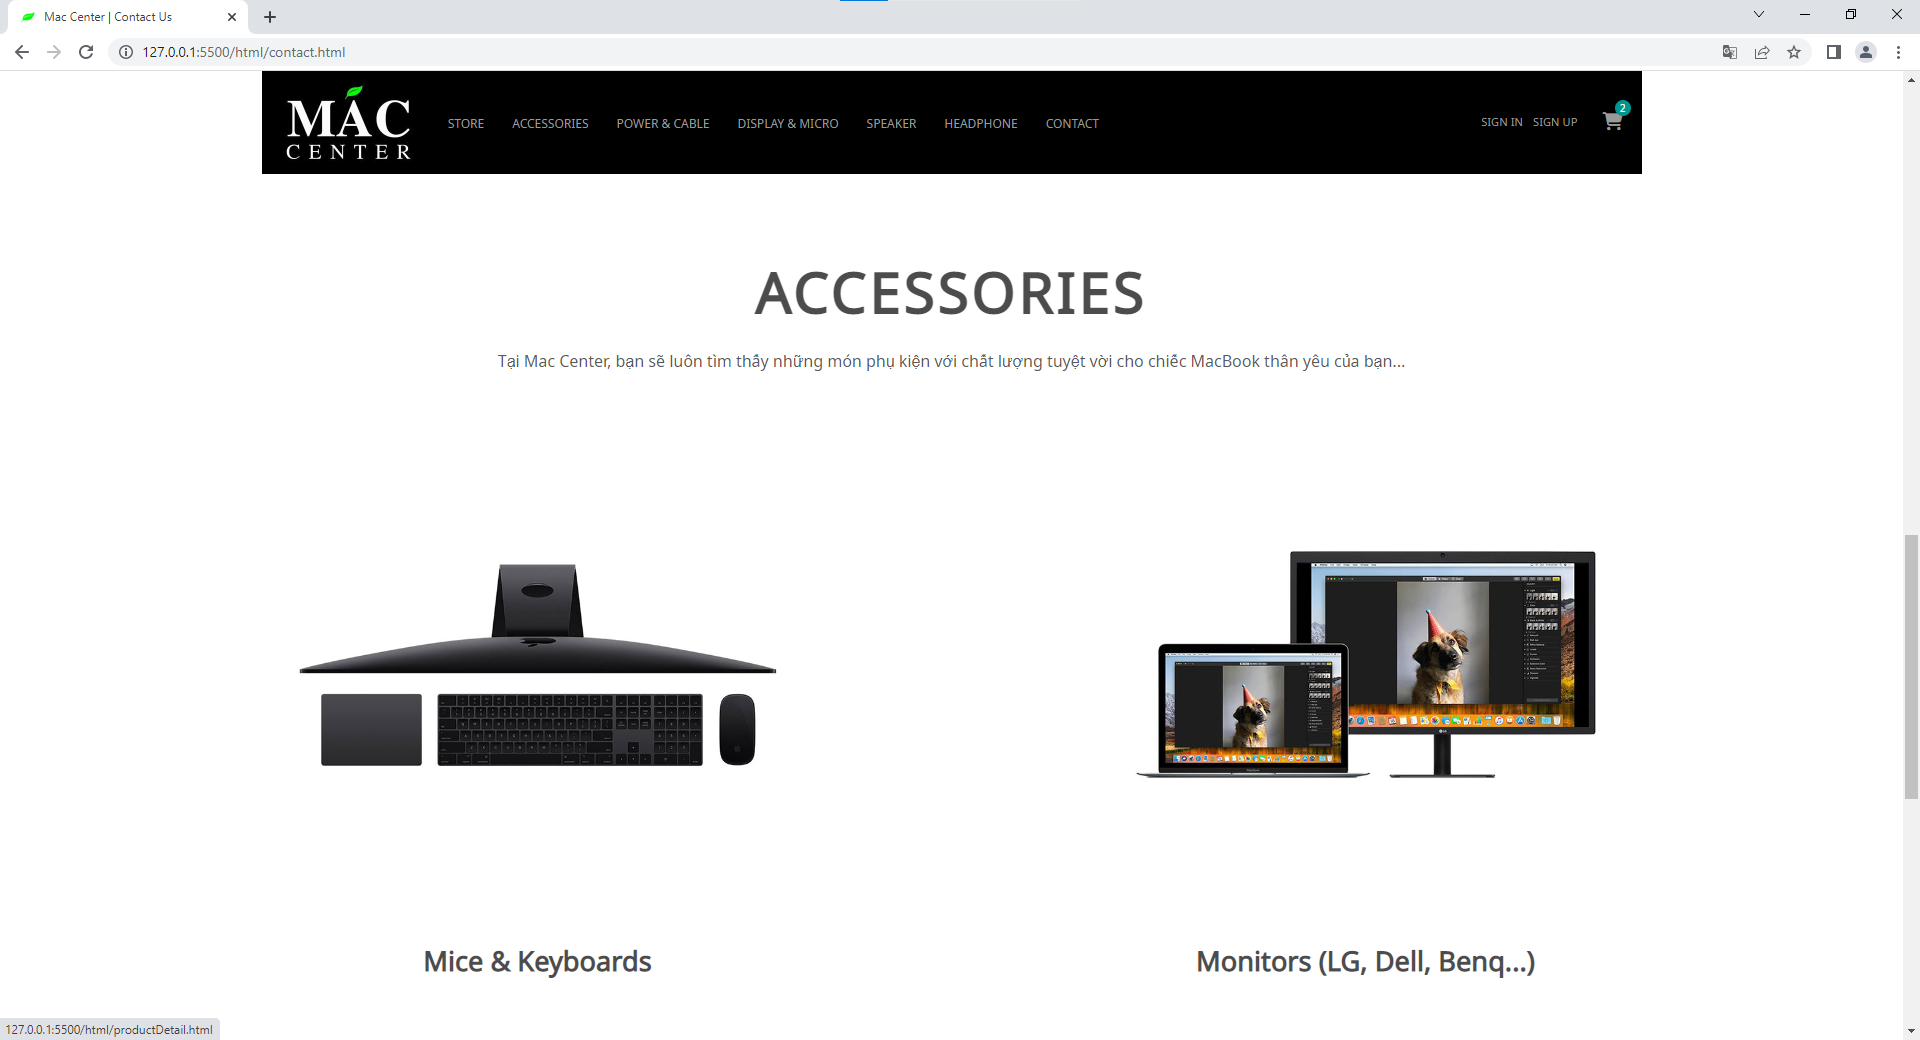 Mac Center | Contact Us
127.0.0.1:5500/html/contact.html
MAC
CENTER
STORE ACCESSORIES POWER & CABLE DISPLAY & MICRO SPEAKER HEADPHONE CONTACT
SIGN IN SIGN UP
2
ACCESSORIES
Tại Mac Center, bạn sẽ luôn tìm thấy những món phụ kiện với chất lượng tuyệt vời cho chiếc MacBook thân yêu của bạn...
Mice & Keyboards
Monitors (LG, Dell, Benq...)
127.0.0.1:5500/html/productDetail.html